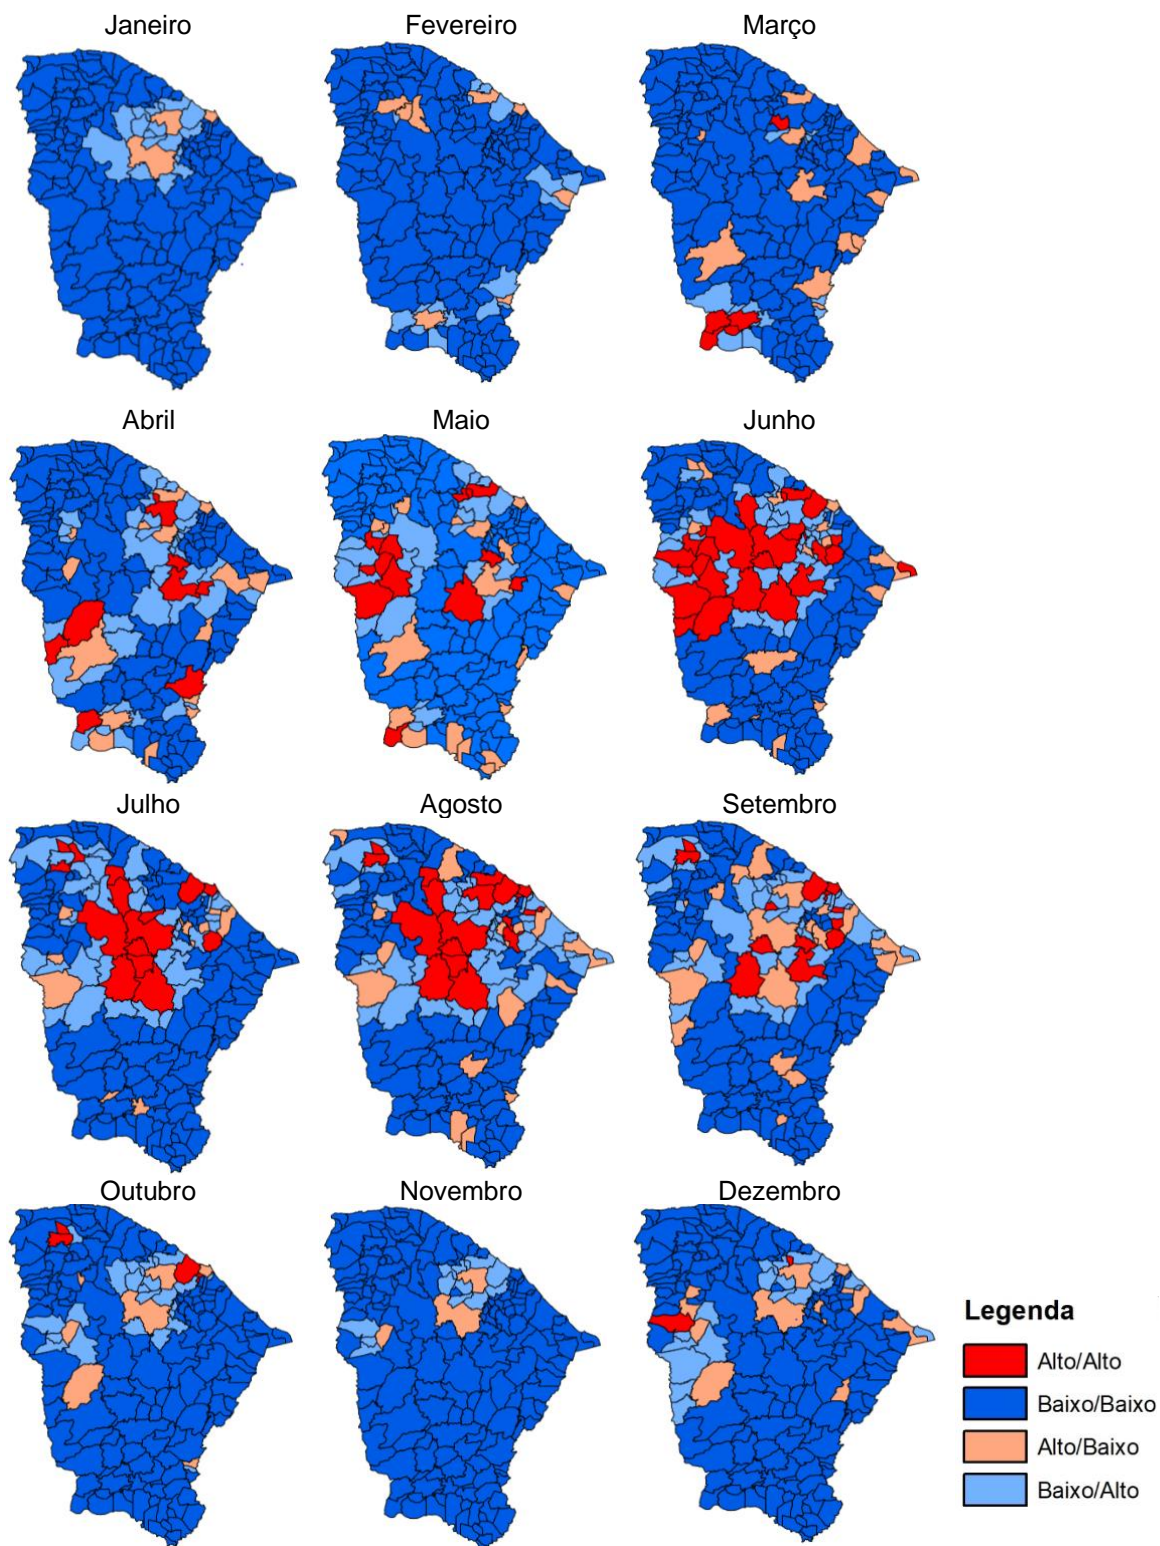 Janeiro
Fevereiro
Março
Abril
Maio
Junho
Julho
Agosto
Setembro
Outubro
Novembro
Dezembro
Legenda
Alto/Alto
Baixo/Baixo
Alto/Baixo
Baixo/Alto